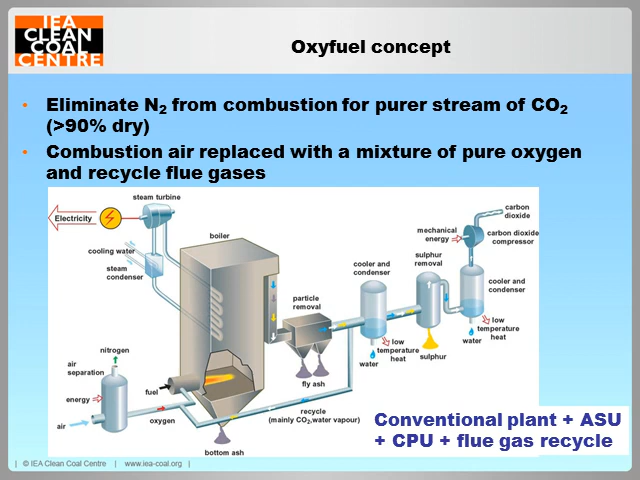 IEA
CLEAN
COAL
CENTRE
Oxyfuel concept
• Eliminate N2 from combustion for purer stream of CO2
(>90% dry)
• Combustion air replaced with a mixture of pure oxygen
and recycle flue gases
steam turbine
Electricity
cooling water
steam
condenser
boiler
particle
removal
cooler and
condenser
sulphur
removal
mechanical
energy
carbon
dioxide
carbon dioxide
compressor
cooler and
condenser
low
temperature
heat
water
low
temperature
heat
water
sulphur
fly ash
nitrogen
air
separation
energy
air
fuel
oxygen
recycle
(mainly CO2,water vapour)
bottom ash
Conventional plant + ASU
+ CPU + flue gas recycle
| © IEA Clean Coal Centre | www.iea-coal.org |